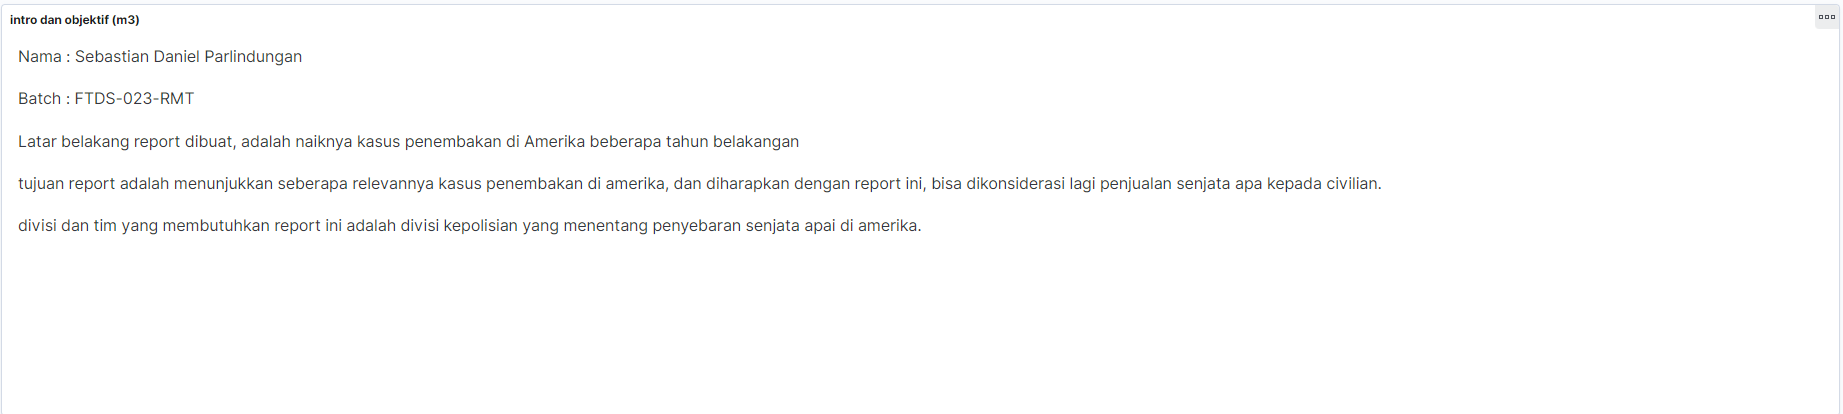 intro dan objektif (m3)
Nama : Sebastian Daniel Parlindungan
Batch : FTDS-023-RMT
Latar belakang report dibuat, adalah naiknya kasus penembakan di Amerika beberapa tahun belakangan
tujuan report adalah menunjukkan seberapa relevannya kasus penembakan di amerika, dan diharapkan dengan report ini, bisa dikonsiderasi lagi penjualan senjata apa kepada civilian.
divisi dan tim yang membutuhkan report ini adalah divisi kepolisian yang menentang penyebaran senjata apai di amerika.